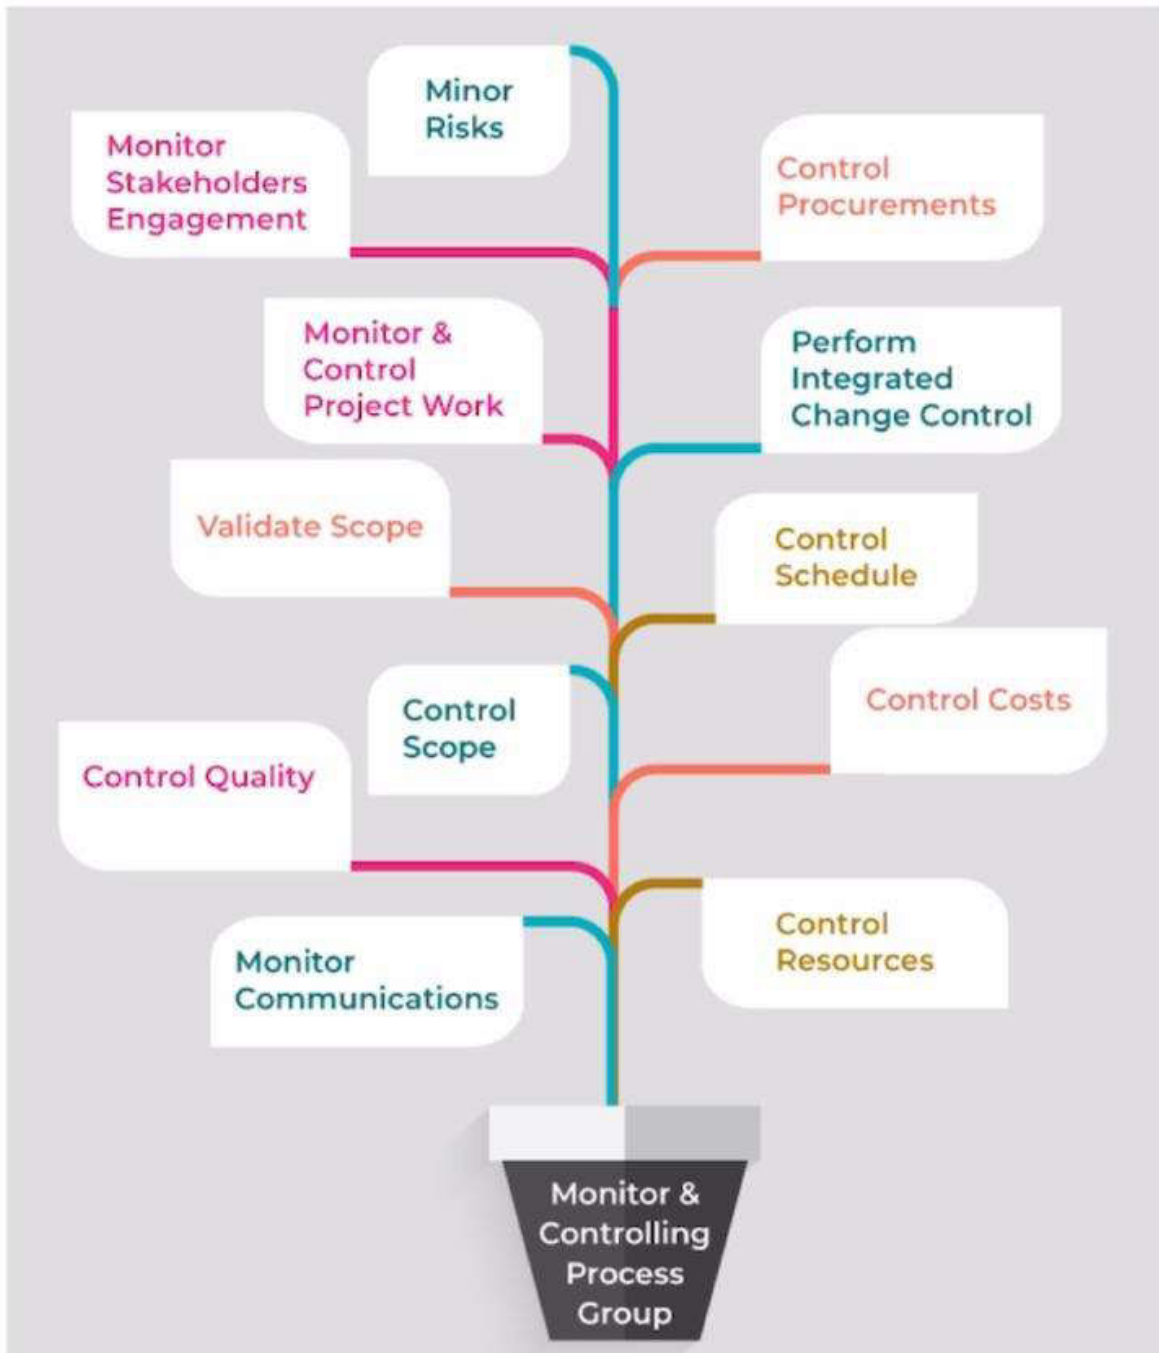 Minor
Risks
Monitor
Stakeholders
Engagement
Control
Procurements
Monitor &
Control
Project Work
Perform
Integrated
Change Control
Validate Scope
Control
Schedule
Control
Scope
Control Costs
Control Quality
Monitor
Communications
Control
Resources
Monitor &
Controlling
Process
Group